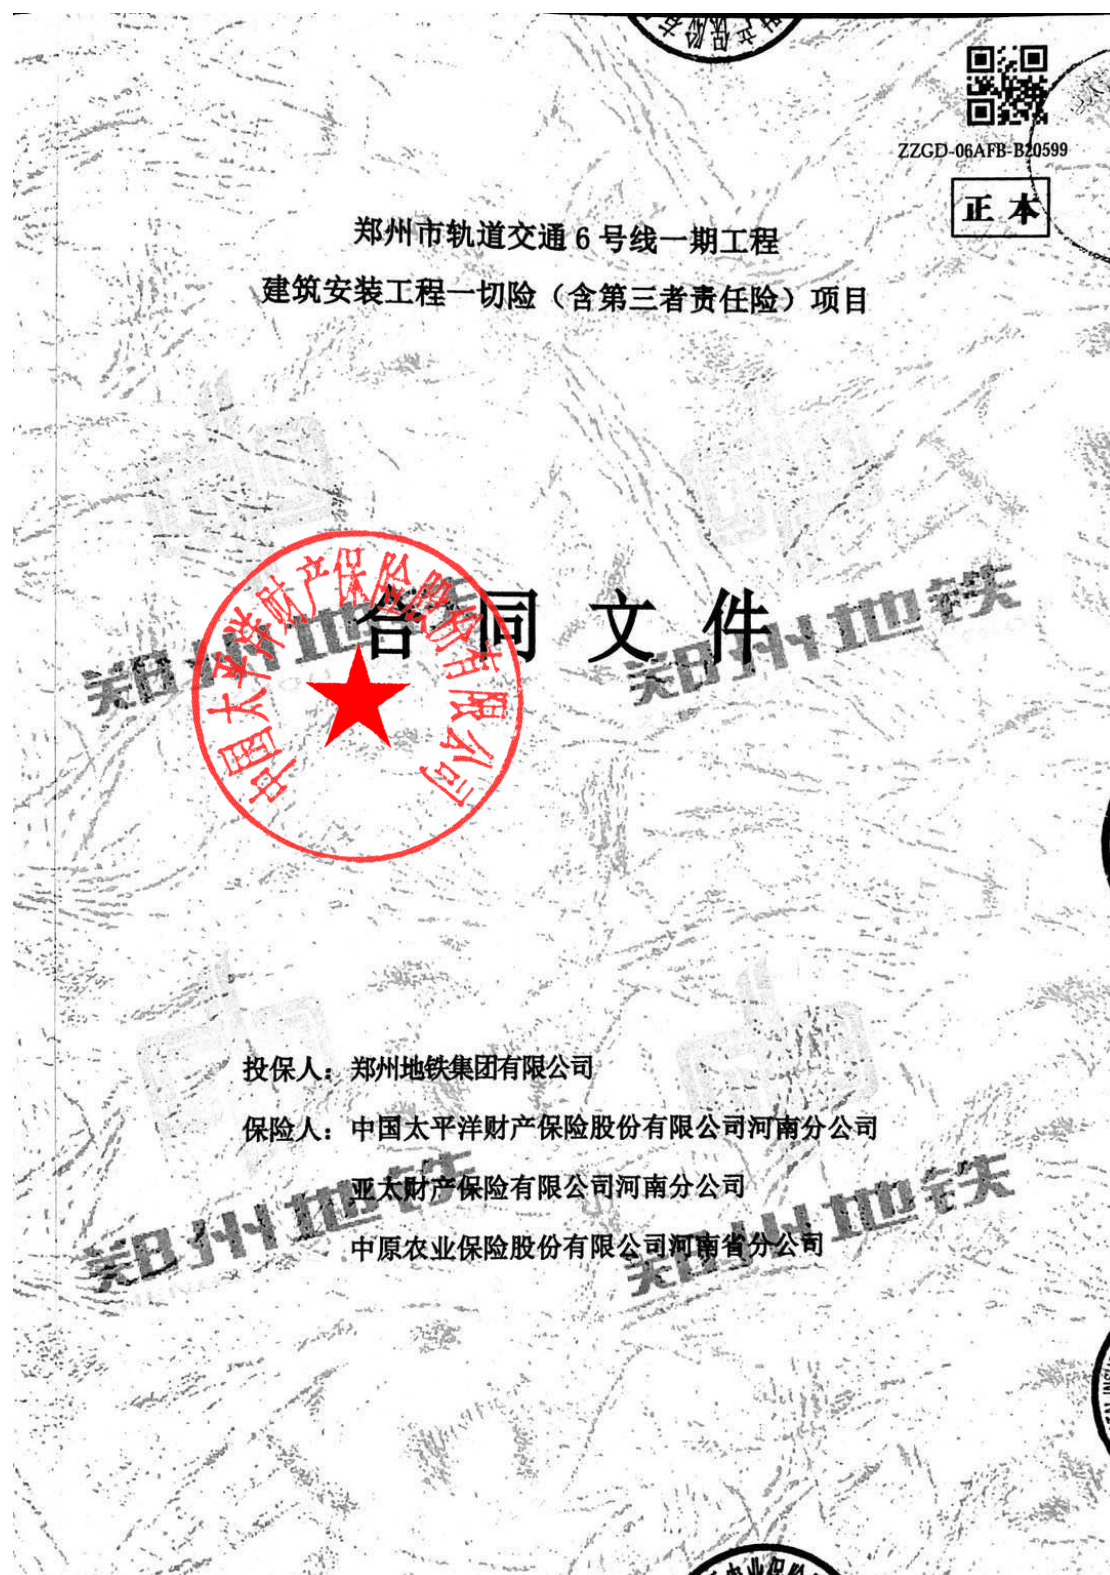 产保险
ZZGD-06AFB-B20599
正本
郑州市轨道交通6号线一期工程
建筑安装工程一切险（含第三者责任险）项目
合同文件
中国太平洋财产保险股份有限公司
郑州地铁
郑州地铁
投保人：郑州地铁集团有限公司
保险人：中国太平洋财产保险股份有限公司河南分公司
亚太财产保险有限公司河南分公司
中原农业保险股份有限公司河南省分公司
郑州地铁
郑州地铁
业保险